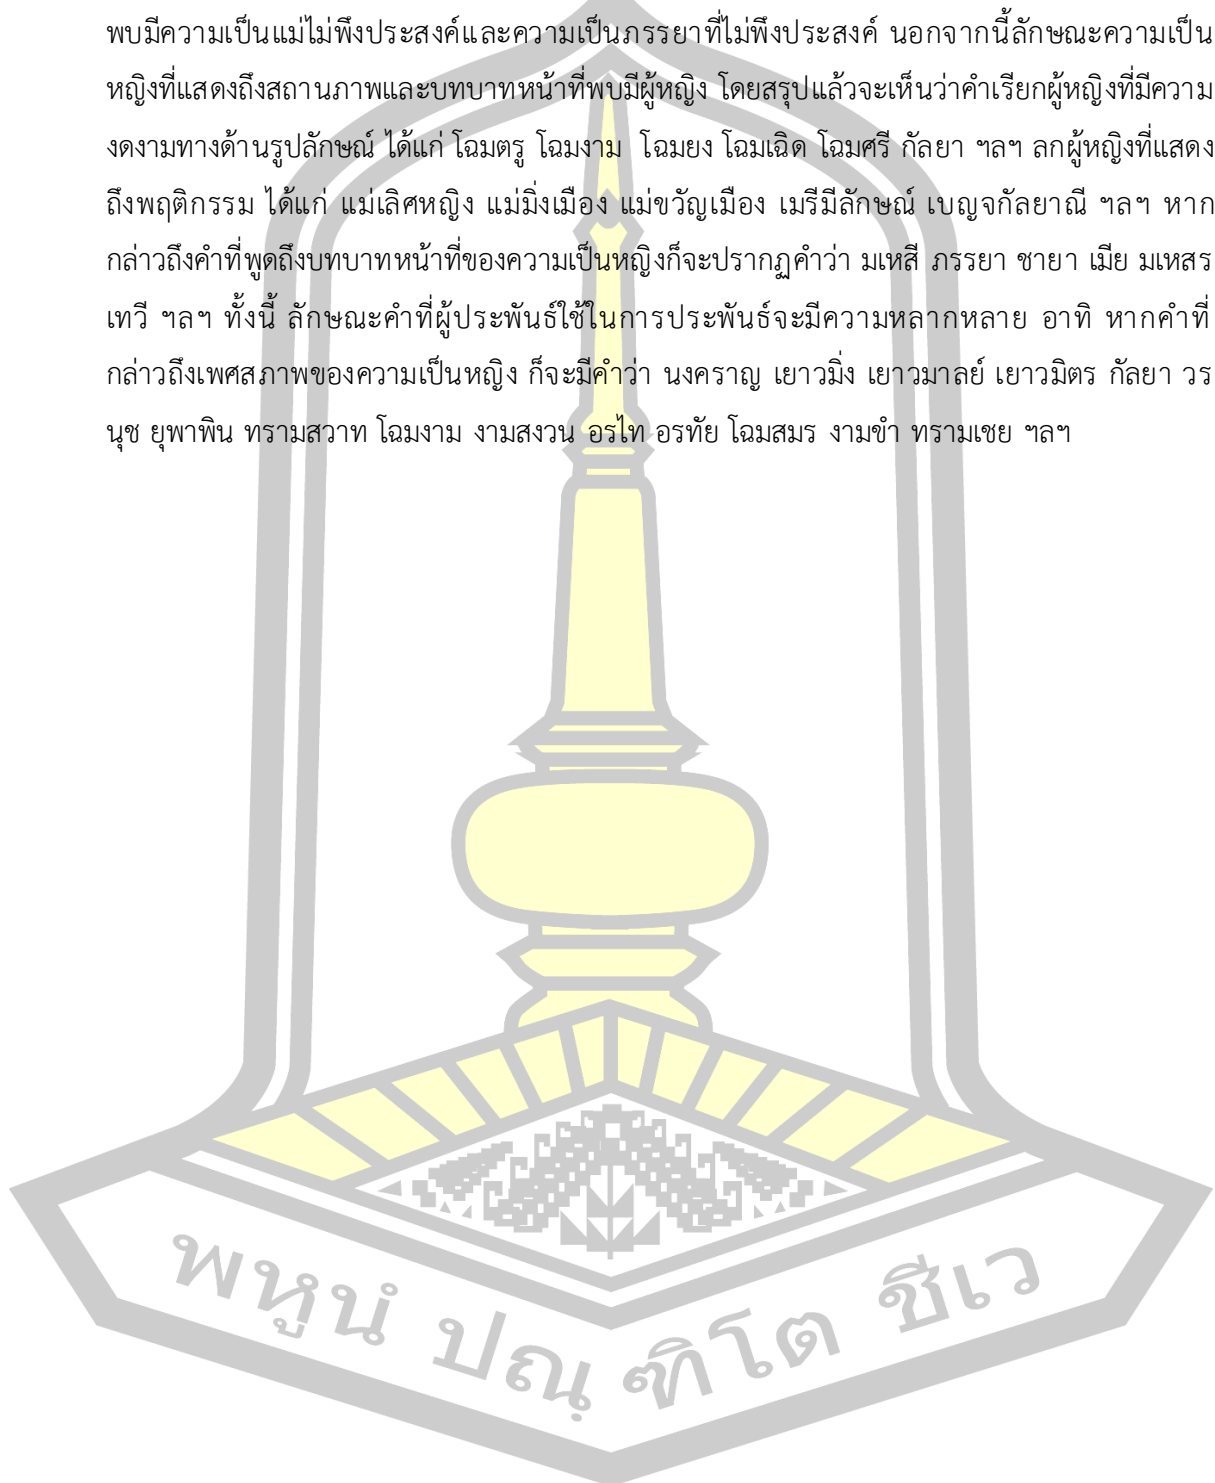 พบมีความเป็นแม่ไม่พึงประสงค์และความเป็นภรรยาที่ไม่พึงประสงค์ นอกจากนี้ลักษณะความเป็น
หญิงที่แสดงถึงสถานภาพและบทบาทหน้าที่พบมีผู้หญิง โดยสรุปแล้วจะเห็นว่าคำเรียกผู้หญิงที่มีความ
งดงามทางด้านรูปลักษณ์ ได้แก่ โฉมตรู โฉมงาม โฉมยง โฉมเฉิด โฉมศรี กัลยา ฯลฯ ลกผู้หญิงที่แสดง
ถึงพฤติกรรม ได้แก่ แม่เลิศหญิง แม่มิ่งเมือง แม่ขวัญเมือง เมรีมีลักษณ์ เบญจกัลยาณี ฯลฯ หาก
กล่าวถึงคำที่พูดถึงบทบาทหน้าที่ของความเป็นหญิงก็จะปรากฏคำว่า มเหสี ภรรยา ชายา เมีย มเหสร
เทวี ฯลฯ ทั้งนี้ ลักษณะคำที่ผู้ประพันธ์ใช้ในการประพันธ์จะมีความหลากหลาย อาทิ หากคำที่
กล่าวถึงเพศสภาพของความเป็นหญิง ก็จะมีคำว่า นงคราญ เยาวมิ่ง เยาวมาลย์ เยาวมิตร กัลยา วร
นุช ยุพาพิน ทรามสวาท โฉมงาม งามสงวน อรไท อรทัย โฉมสมร งามขำ ทรามเชย ฯลฯ
พหูนํ ปณฺฑิโต ชีเว